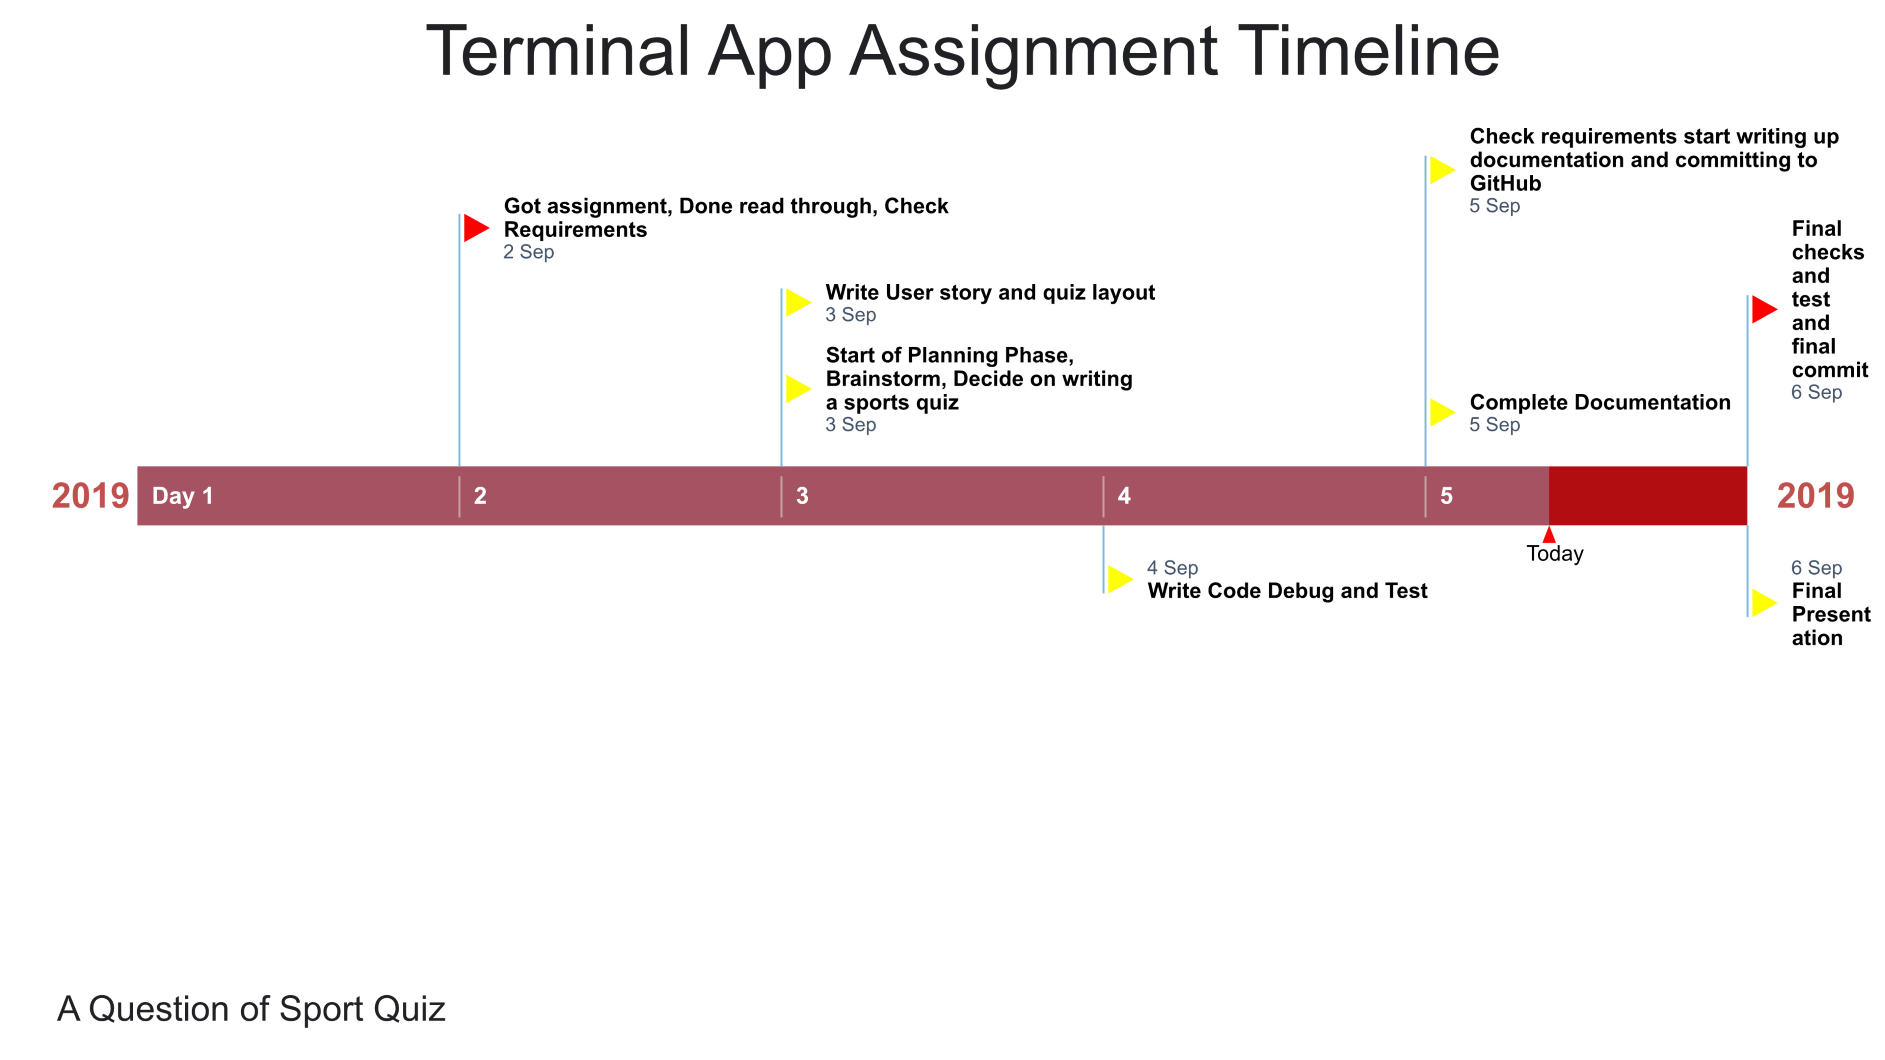 Terminal App Assignment Timeline
Check requirements start writing up
documentation and committing to
GitHub
5 Sep
Got assignment, Done read through, Check
Requirements
2 Sep
Final
checks
and
test
and
final
commit
6 Sep
Write User story and quiz layout
3 Sep
Start of Planning Phase,
Brainstorm, Decide on writing
a sports quiz
3 Sep
Complete Documentation
5 Sep
2019 Day 1 2 3 4 5 2019
Today
4 Sep
Write Code Debug and Test
6 Sep
Final
Present
ation
A Question of Sport Quiz